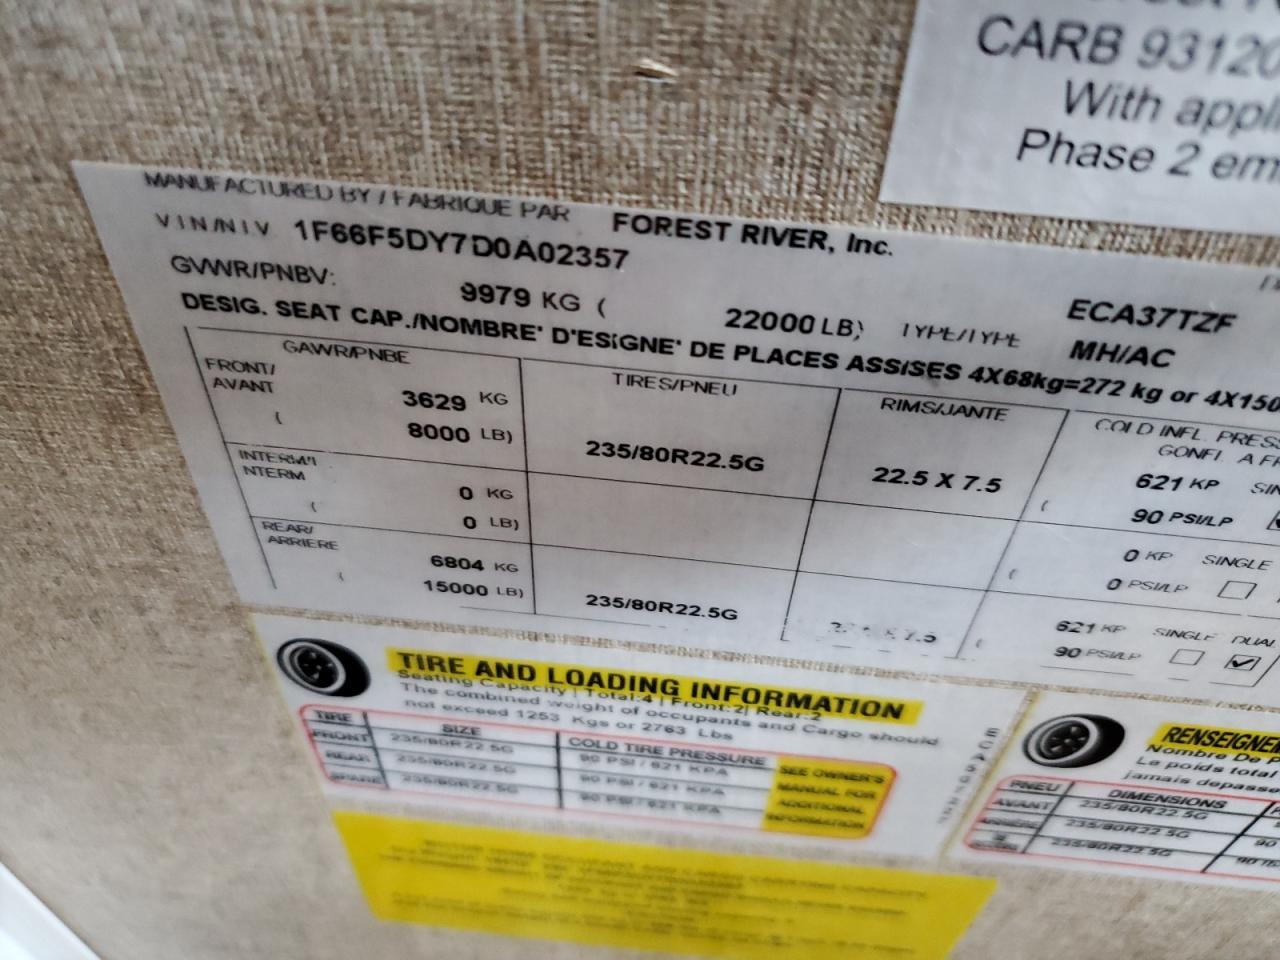 CARB 93120
With appli
Phase 2 em
MANUFACTURED BY / FABRIQUE PAR FOREST RIVER, Inc.
VIN/NIV 1F66F5DY7D0A02357
GVWR/PNBV: 9979 KG ( 22000 LB) TYPE/TYPE ECA37TZF
MH/AC
DESIG. SEAT CAP./NOMBRE' D'ESIGNE' DE PLACES ASSISES 4X68kg=272 kg or 4X150
GAWR/PNBE TIRES/PNEU RIMS/JANTE COLD INFL. PRESS
GONFL. A FR
FRONT/
AVANT 3629 KG
( 8000 LB) 235/80R22.5G 22.5 X 7.5 621 KP SIN
( 90 PSI/LP
INTERM/I
NTERM 0 KG 0 KP SINGLE
( 0 LB) ( 0 PSI/LP
REAR/
ARRIERE 6804 KG 621 KP SINGLE DUAL
( 15000 LB) 235/80R22.5G X 7.5 ( 90 PSI/LP
TIRE AND LOADING INFORMATION
Seating Capacity | Total:4 | Front:2| Rear:2
The combined weight of occupants and Cargo should
not exceed 1253 Kgs or 2763 Lbs
TIRE SIZE COLD TIRE PRESSURE
FRONT 235/80R22.5G 90 PSI / 621 KPA
REAR 235/80R22.5G 90 PSI / 621 KPA
SPARE 235/80R22.5G 90 PSI / 621 KPA
SEE OWNER'S
MANUAL FOR
ADDITIONAL
INFORMATION
RENSEIGNE
Nombre De P
Le poids total
jamais depasse
PNEU DIMENSIONS
AVANT 235/80R22.5G
235/80R22.5G 90
235/80R22.5G 90